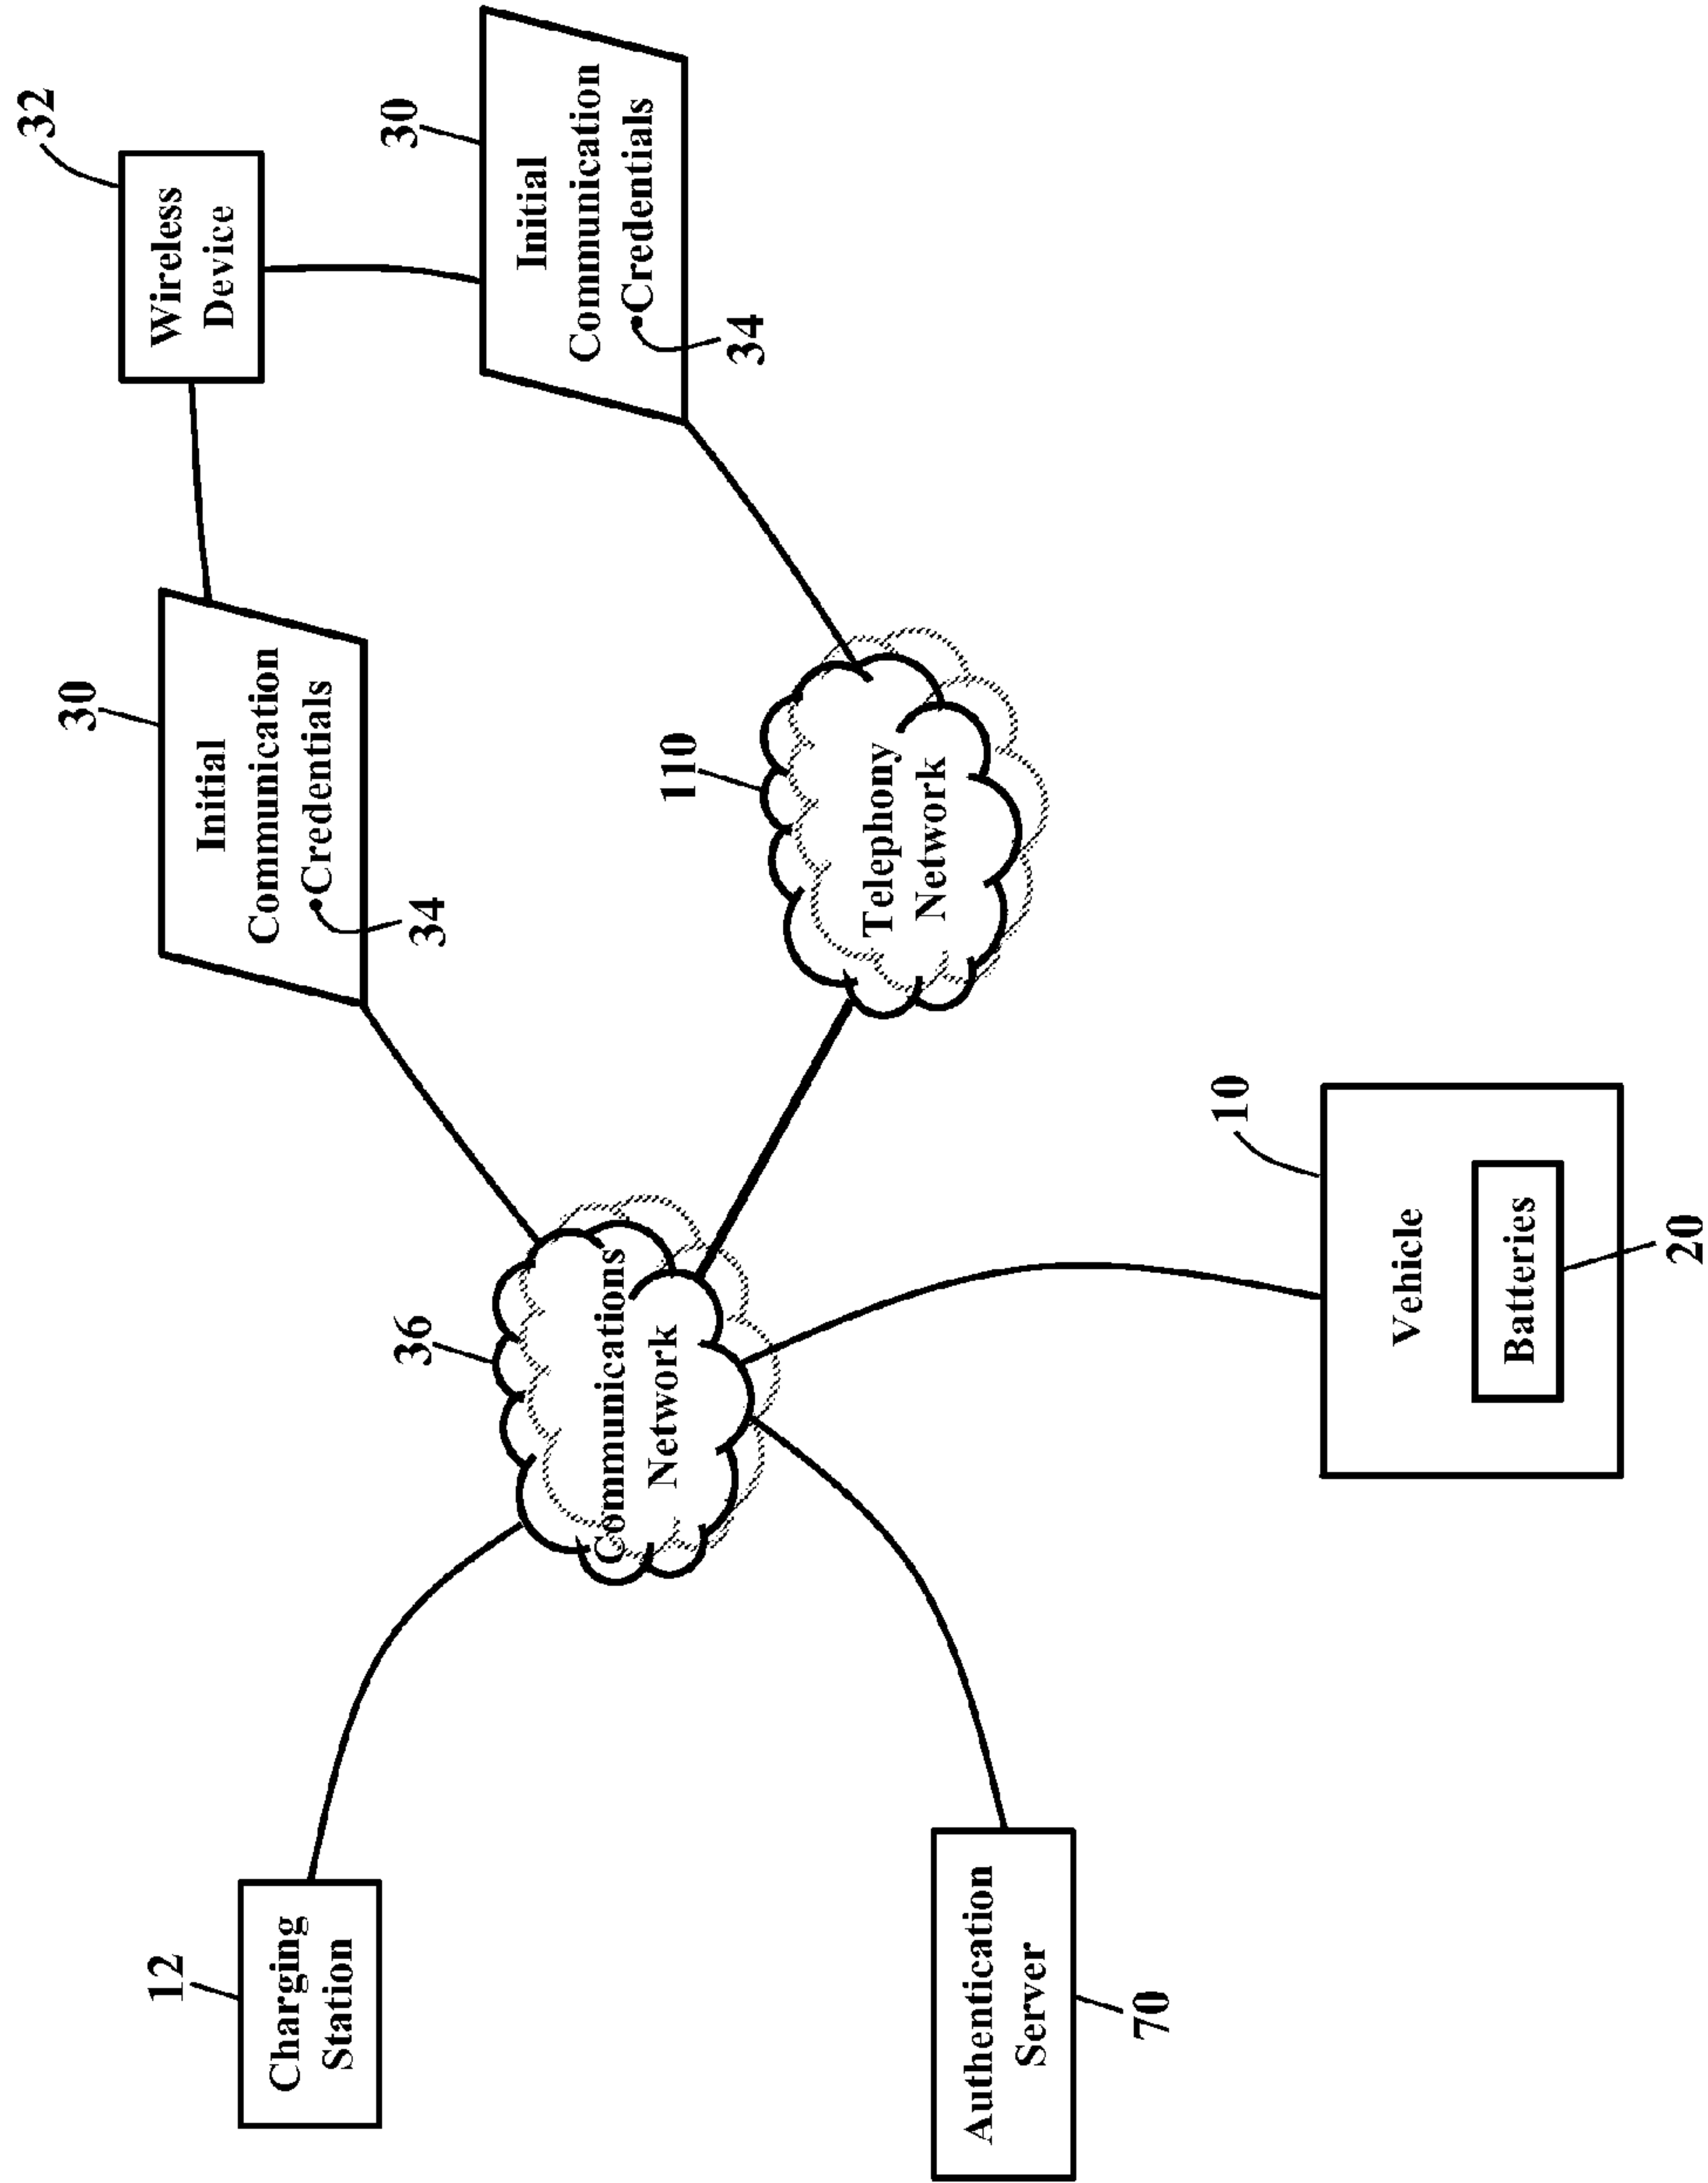 32
Wireless
Device
30
Initial
Communication
•Credentials
34
30
Initial
Communication
•Credentials
34
12
Charging
Station
36
Communications
Network
110
Telephony
Network
Authentication
Server
70
10
Vehicle
Batteries
20